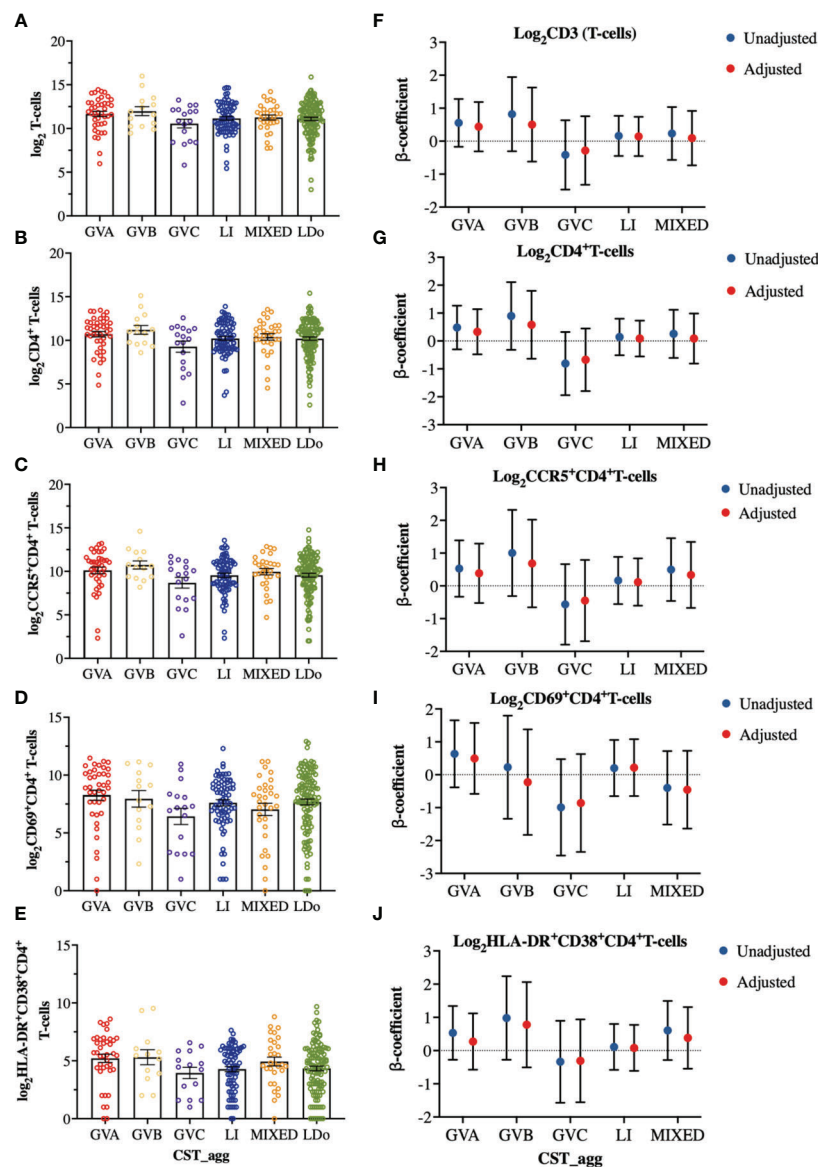 A
log2 T-cells
20
15
10
5
0
GVA GVB GVC LI MIXED LDo
B
log2CD4+ T-cells
20
15
10
5
0
GVA GVB GVC LI MIXED LDo
C
log2CCR5+CD4+ T-cells
20
15
10
5
0
GVA GVB GVC LI MIXED LDo
D
log2CD69+CD4+ T-cells
15
10
5
0
GVA GVB GVC LI MIXED LDo
E
log2HLA-DR+CD38+CD4+
T-cells
15
10
5
0
GVA GVB GVC LI MIXED LDo
CST_agg
F
Log2CD3 (T-cells)
Unadjusted
Adjusted
β-coefficient
3
2
1
0
-1
-2
GVA GVB GVC LI MIXED
G
Log2CD4+T-cells
Unadjusted
Adjusted
β-coefficient
3
2
1
0
-1
-2
-3
GVA GVB GVC LI MIXED
H
Log2CCR5+CD4+T-cells
Unadjusted
Adjusted
β-coefficient
3
2
1
0
-1
-2
GVA GVB GVC LI MIXED
I
Log2CD69+CD4+T-cells
Unadjusted
Adjusted
β-coefficient
2
1
0
-1
-2
-3
GVA GVB GVC LI MIXED
J
Log2HLA-DR+CD38+CD4+T-cells
Unadjusted
Adjusted
β-coefficient
3
2
1
0
-1
-2
GVA GVB GVC LI MIXED
CST_agg